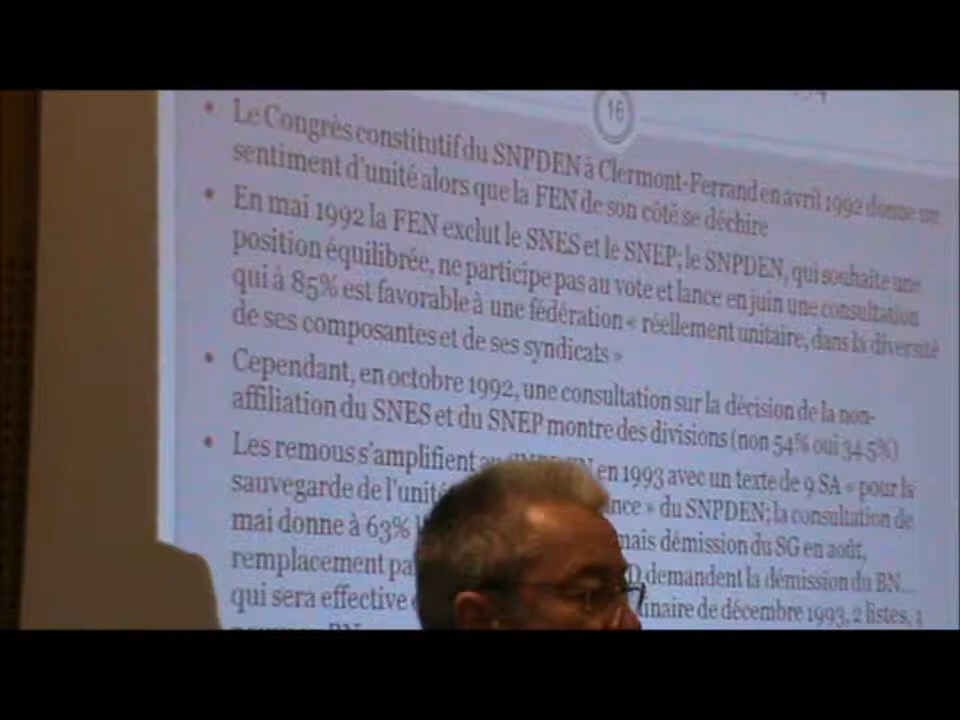 16
• Le Congrès constitutif du SNPDEN à Clermont-Ferrand en avril 1992 donne un
sentiment d'unité alors que la FEN de son côté se déchire
• En mai 1992 la FEN exclut le SNES et le SNEP; le SNPDEN, qui souhaite une
position équilibrée, ne participe pas au vote et lance en juin une consultation
qui à 85% est favorable à une fédération « réellement unitaire, dans la diversité
de ses composantes et de ses syndicats »
• Cependant, en octobre 1992, une consultation sur la décision de la non-
affiliation du SNES et du SNEP montre des divisions (non 54% oui 34.5%)
• Les remous s'amplifient en 1993 avec un texte de 9 SA « pour la
sauvegarde de l'unité » du SNPDEN; la consultation de
mai donne à 63% mais démission du SG en août,
remplacement demandent la démission du BN...
qui sera effective de décembre 1993, 2 listes, 1